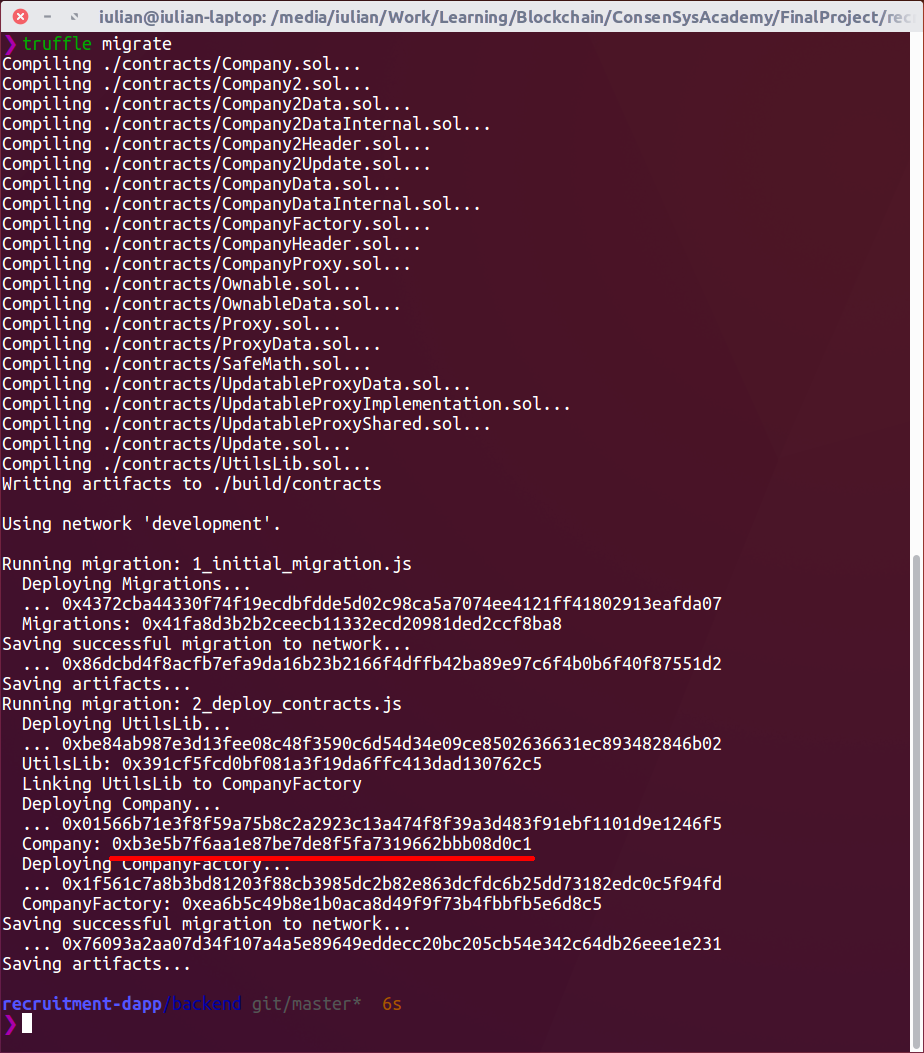 iulian@iulian-laptop: /media/iulian/Work/Learning/Blockchain/ConsenSysAcademy/FinalProject/rec
❯ truffle migrate
Compiling ./contracts/Company.sol...
Compiling ./contracts/Company2.sol...
Compiling ./contracts/Company2Data.sol...
Compiling ./contracts/Company2DataInternal.sol...
Compiling ./contracts/Company2Header.sol...
Compiling ./contracts/Company2Update.sol...
Compiling ./contracts/CompanyData.sol...
Compiling ./contracts/CompanyDataInternal.sol...
Compiling ./contracts/CompanyFactory.sol...
Compiling ./contracts/CompanyHeader.sol...
Compiling ./contracts/CompanyProxy.sol...
Compiling ./contracts/Ownable.sol...
Compiling ./contracts/OwnableData.sol...
Compiling ./contracts/Proxy.sol...
Compiling ./contracts/ProxyData.sol...
Compiling ./contracts/SafeMath.sol...
Compiling ./contracts/UpdatableProxyData.sol...
Compiling ./contracts/UpdatableProxyImplementation.sol...
Compiling ./contracts/UpdatableProxyShared.sol...
Compiling ./contracts/Update.sol...
Compiling ./contracts/UtilsLib.sol...
Writing artifacts to ./build/contracts
Using network 'development'.
Running migration: 1_initial_migration.js
Deploying Migrations...
... 0x4372cba44330f74f19ecdbfdde5d02c98ca5a7074ee4121ff41802913eafda07
Migrations: 0x41fa8d3b2b2ceecb11332ecd20981ded2ccf8ba8
Saving successful migration to network...
... 0x86dcbd4f8acfb7efa9da16b23b2166f4dffb42ba89e97c6f4b0b6f40f87551d2
Saving artifacts...
Running migration: 2_deploy_contracts.js
Deploying UtilsLib...
... 0xbe84ab987e3d13fee08c48f3590c6d54d34e09ce8502636631ec893482846b02
UtilsLib: 0x391cf5fcd0bf081a3f19da6ffc413dad130762c5
Linking UtilsLib to CompanyFactory
Deploying Company...
... 0x01566b71e3f8f59a75b8c2a2923c13a474f8f39a3d483f91ebf1101d9e1246f5
Company: 0xb3e5b7f6aa1e87be7de8f5fa7319662bbb08d0c1
Deploying CompanyFactory...
... 0x1f561c7a8b3bd81203f88cb3985dc2b82e863dcfdc6b25dd73182edc0c5f94fd
CompanyFactory: 0xea6b5c49b8e1b0aca8d49f9f73b4fbbfb5e6d8c5
Saving successful migration to network...
... 0x76093a2aa07d34f107a4a5e89649eddecc20bc205cb54e342c64db26eee1e231
Saving artifacts...
recruitment-dapp/backend git/master* 6s
❯